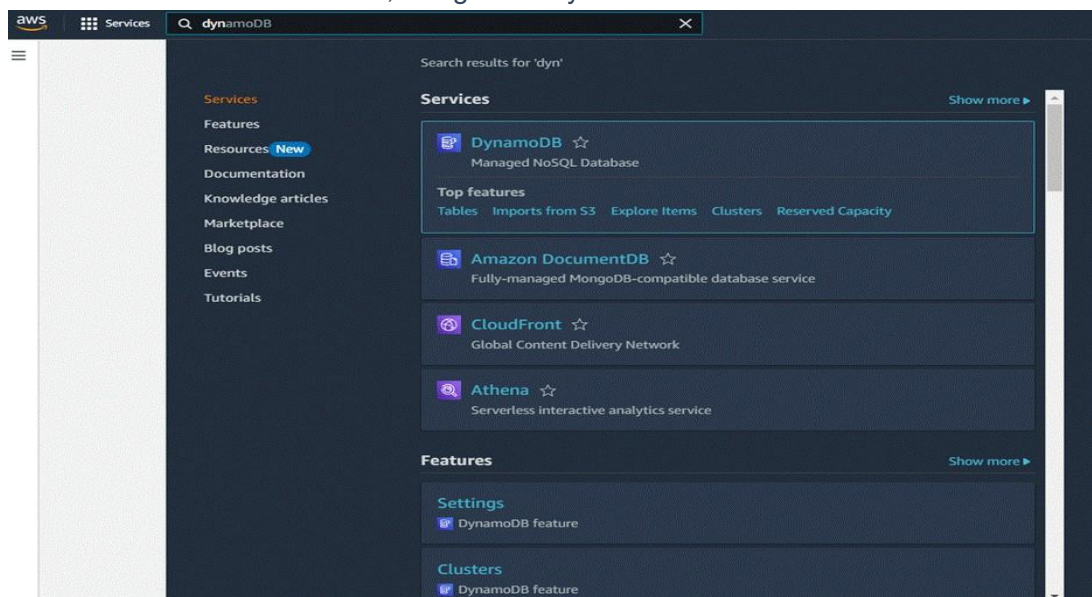 aws Services dynamoDB
Search results for 'dyn'
Services
Features
Resources New
Documentation
Knowledge articles
Marketplace
Blog posts
Events
Tutorials
Services Show more
DynamoDB
Managed NoSQL Database
Top features
Tables Imports from S3 Explore Items Clusters Reserved Capacity
Amazon DocumentDB
Fully-managed MongoDB-compatible database service
CloudFront
Global Content Delivery Network
Athena
Serverless interactive analytics service
Features Show more
Settings
DynamoDB feature
Clusters
DynamoDB feature